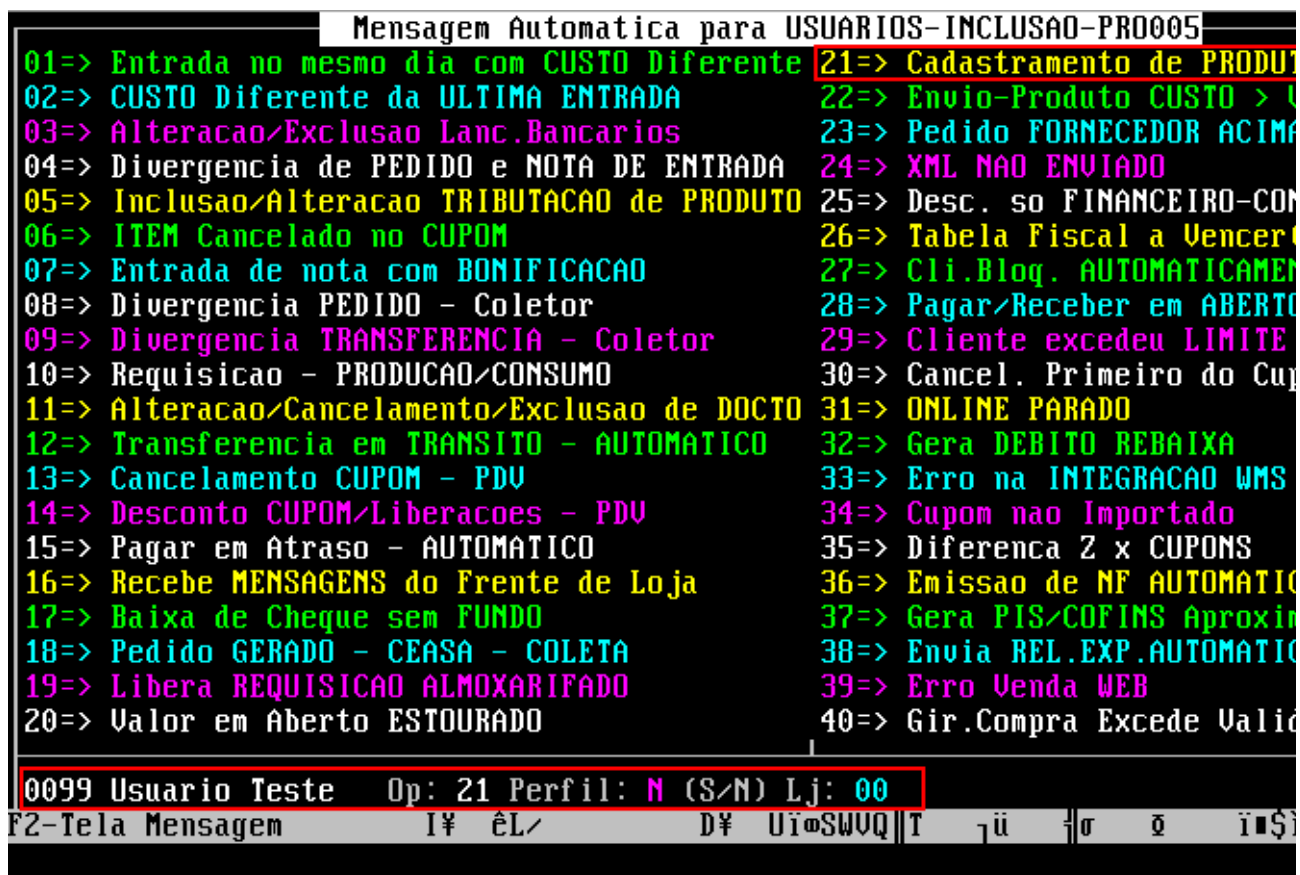 Mensagem Automatica para USUARIOS-INCLUSAO-PRO005
01=> Entrada no mesmo dia com CUSTO Diferente
02=> CUSTO Diferente da ULTIMA ENTRADA
03=> Alteracao/Exclusao Lanc.Bancarios
04=> Divergencia de PEDIDO e NOTA DE ENTRADA
05=> Inclusao/Alteracao TRIBUTACAO de PRODUTO
06=> ITEM Cancelado no CUPOM
07=> Entrada de nota com BONIFICACAO
08=> Divergencia PEDIDO - Coletor
09=> Divergencia TRANSFERENCIA - Coletor
10=> Requisicao - PRODUCAO/CONSUMO
11=> Alteracao/Cancelamento/Exclusao de DOCTO
12=> Transferencia em TRANSITO - AUTOMATICO
13=> Cancelamento CUPOM - PDV
14=> Desconto CUPOM/Liberacoes - PDV
15=> Pagar em Atraso - AUTOMATICO
16=> Recebe MENSAGENS do Frente de Loja
17=> Baixa de Cheque sem FUNDO
18=> Pedido GERADO - CEASA - COLETA
19=> Libera REQUISICAO ALMOXARIFADO
20=> Valor em Aberto ESTOURADO
21=> Cadastramento de PRODUT
22=> Envio-Produto CUSTO > V
23=> Pedido FORNECEDOR ACIMA
24=> XML NAO ENVIADO
25=> Desc. so FINANCEIRO-CON
26=> Tabela Fiscal a Vencer(
27=> Cli.Bloq. AUTOMATICAMEN
28=> Pagar/Receber em ABERTO
29=> Cliente excedeu LIMITE
30=> Cancel. Primeiro do Cup
31=> ONLINE PARADO
32=> Gera DEBITO REBAIXA
33=> Erro na INTEGRACAO WMS
34=> Cupom nao Importado
35=> Diferenca Z x CUPONS
36=> Emissao de NF AUTOMATIC
37=> Gera PIS/COFINS Aproxim
38=> Envia REL.EXP.AUTOMATIC
39=> Erro Venda WEB
40=> Gir.Compra Excede Valid
0099 Usuario Teste Op: 21 Perfil: N (S/N) Lj: 00
F2-Tela Mensagem I¥ êL/ D¥